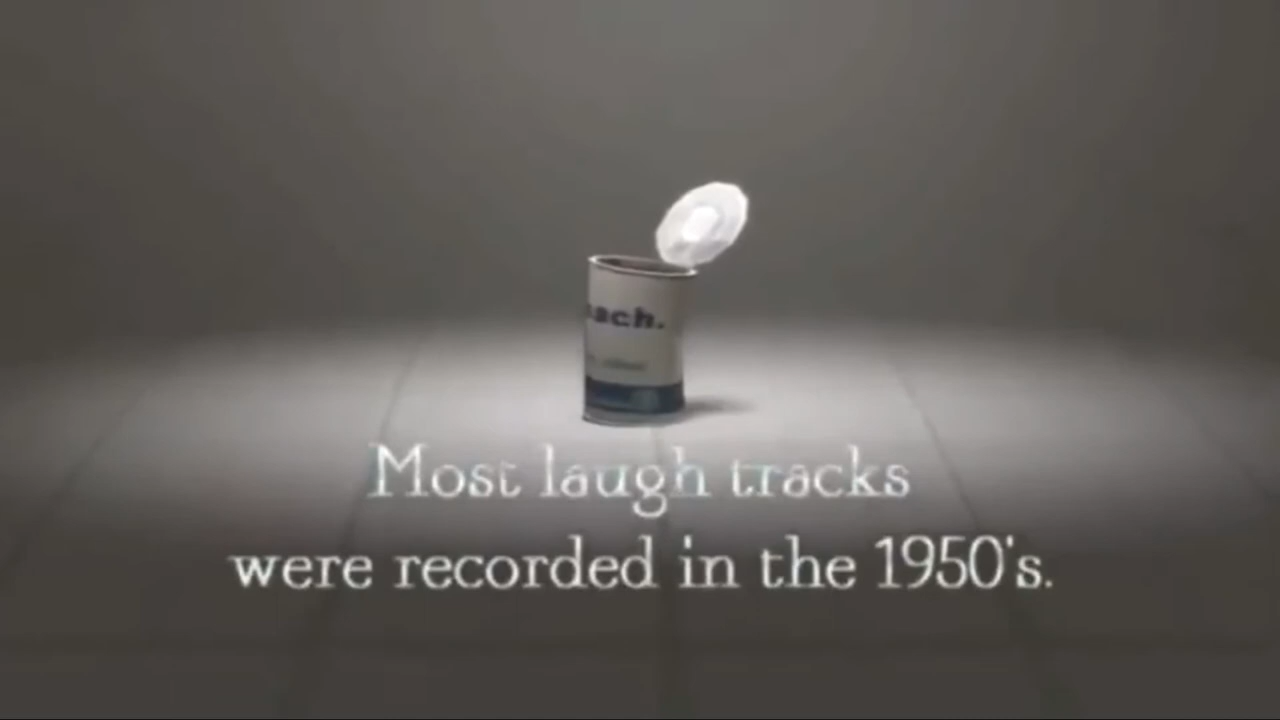 ach.
Most laugh tracks
were recorded in the 1950's.